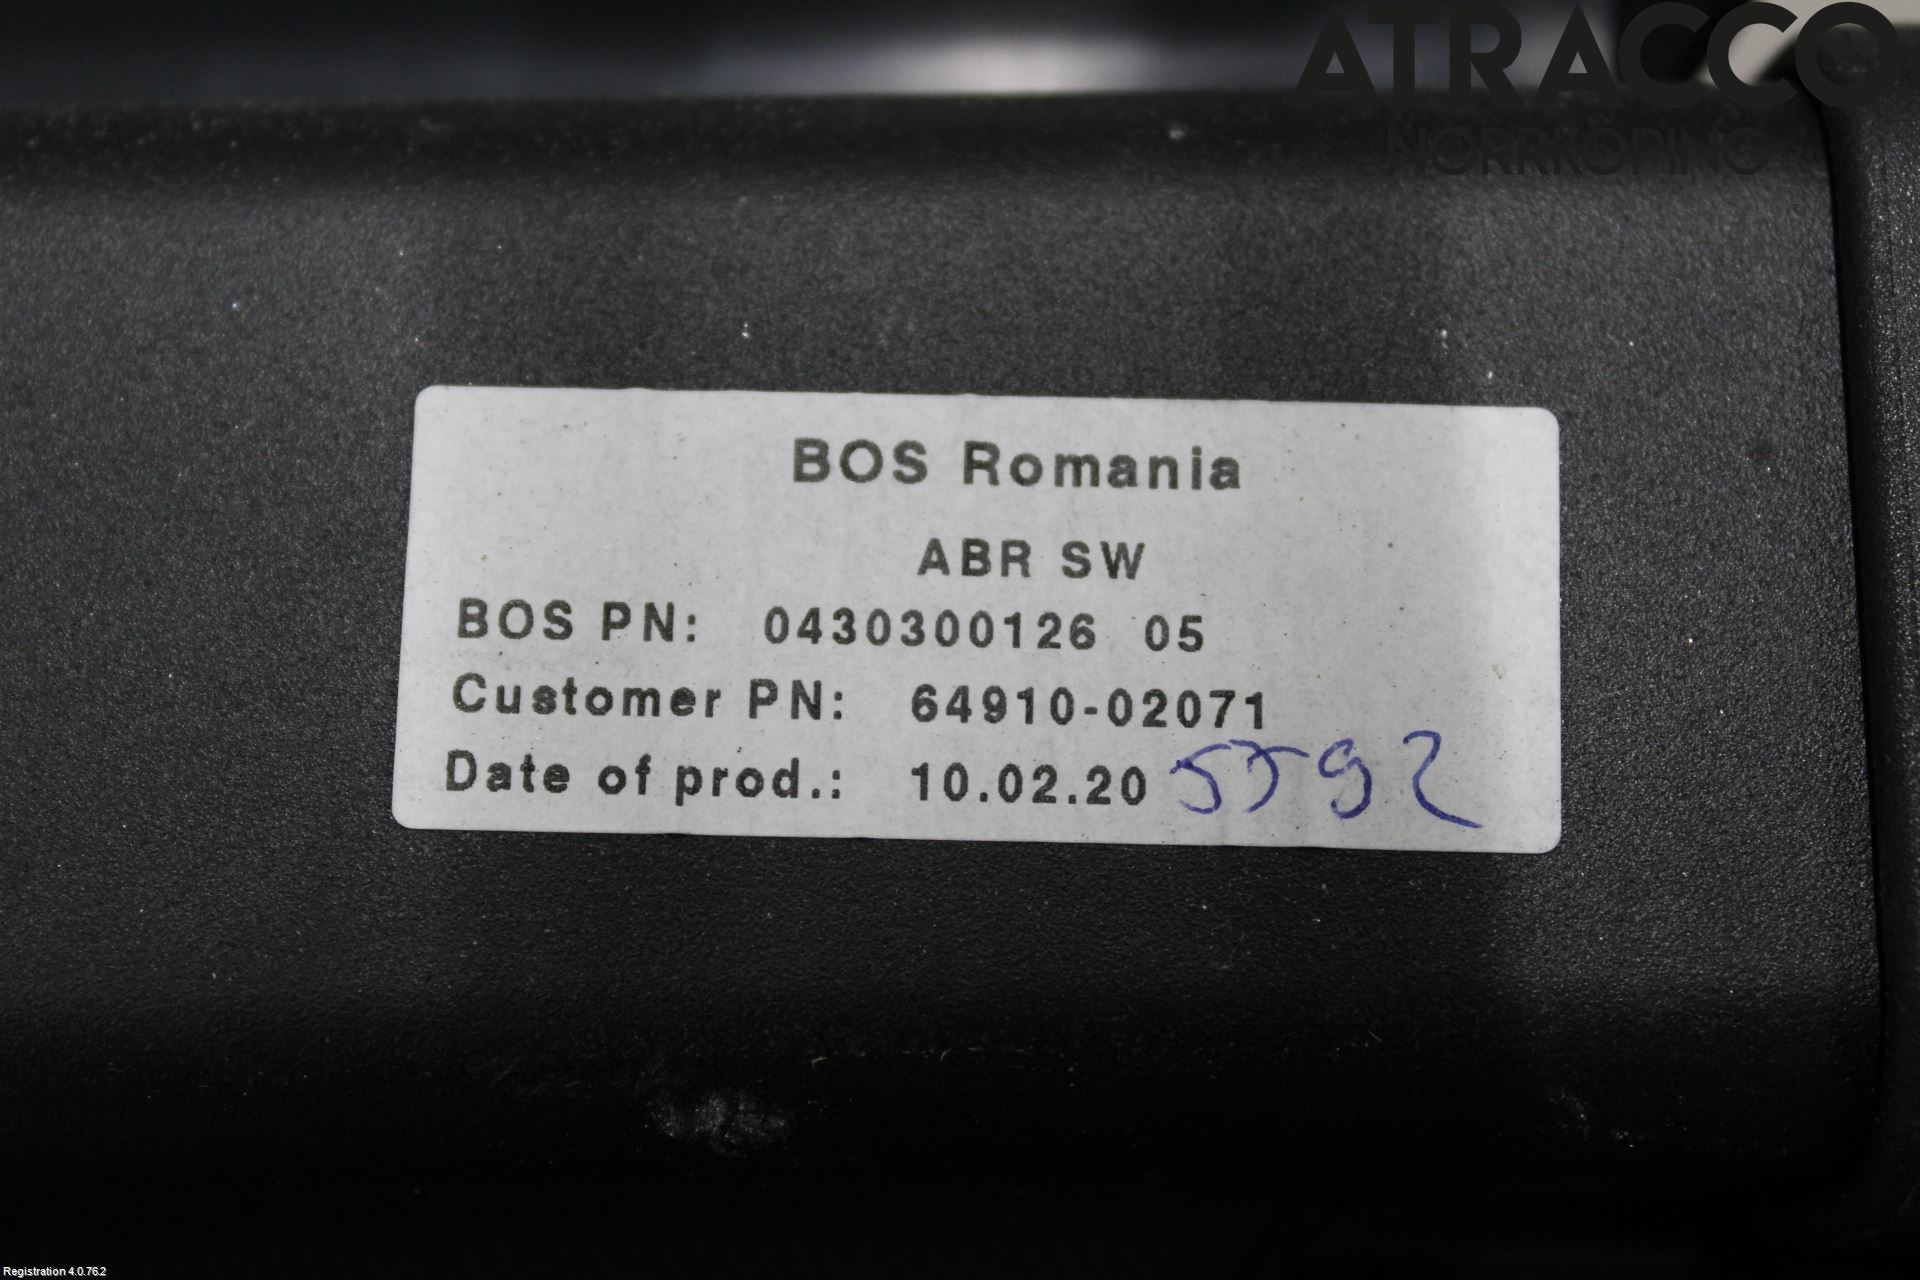 ATRACCO
NORRKÖPING
BOS Romania
ABR SW
BOS PN: 0430300126 05
Customer PN: 64910-02071
Date of prod.: 10.02.20 5592
Registration 4.0.76.2